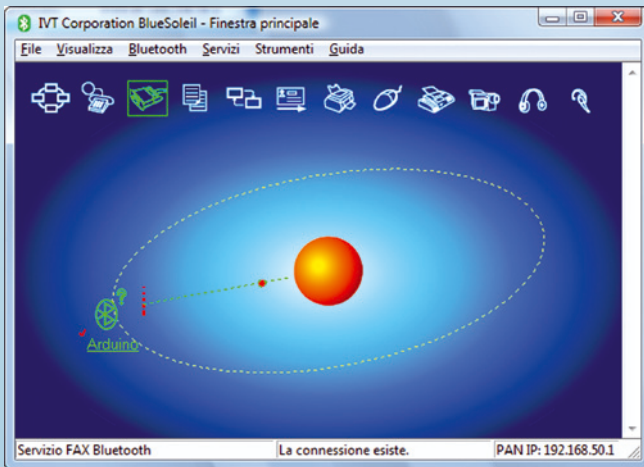 IVT Corporation BlueSoleil - Finestra principale
File Visualizza Bluetooth Servizi Strumenti Guida
?
Arduino
Servizio FAX Bluetooth La connessione esiste. PAN IP: 192.168.50.1